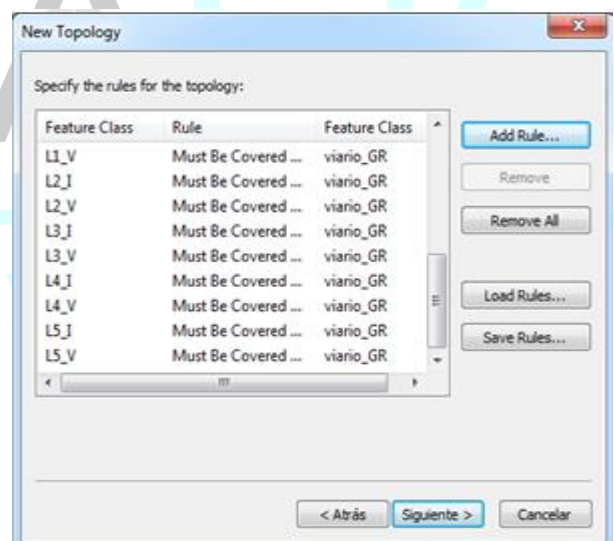 New Topology
Specify the rules for the topology:
Feature Class Rule Feature Class
L1_V Must Be Covered ... viario_GR
L2_I Must Be Covered ... viario_GR
L2_V Must Be Covered ... viario_GR
L3_I Must Be Covered ... viario_GR
L3_V Must Be Covered ... viario_GR
L4_I Must Be Covered ... viario_GR
L4_V Must Be Covered ... viario_GR
L5_I Must Be Covered ... viario_GR
L5_V Must Be Covered ... viario_GR
Add Rule...
Remove
Remove All
Load Rules...
Save Rules...
< Atrás Siguiente > Cancelar